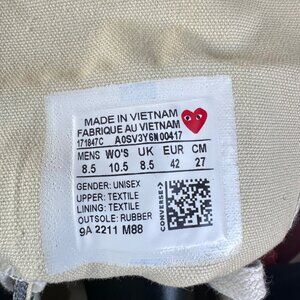 MADE IN VIETNAM
FABRIQUE AU VIETNAM
171847C A0SV3Y6N00417
MENS WO'S UK EUR CM
8.5 10.5 8.5 42 27
GENDER: UNISEX
UPPER: TEXTILE
LINING: TEXTILE
OUTSOLE: RUBBER
9A 2211 M88
CONVERSE